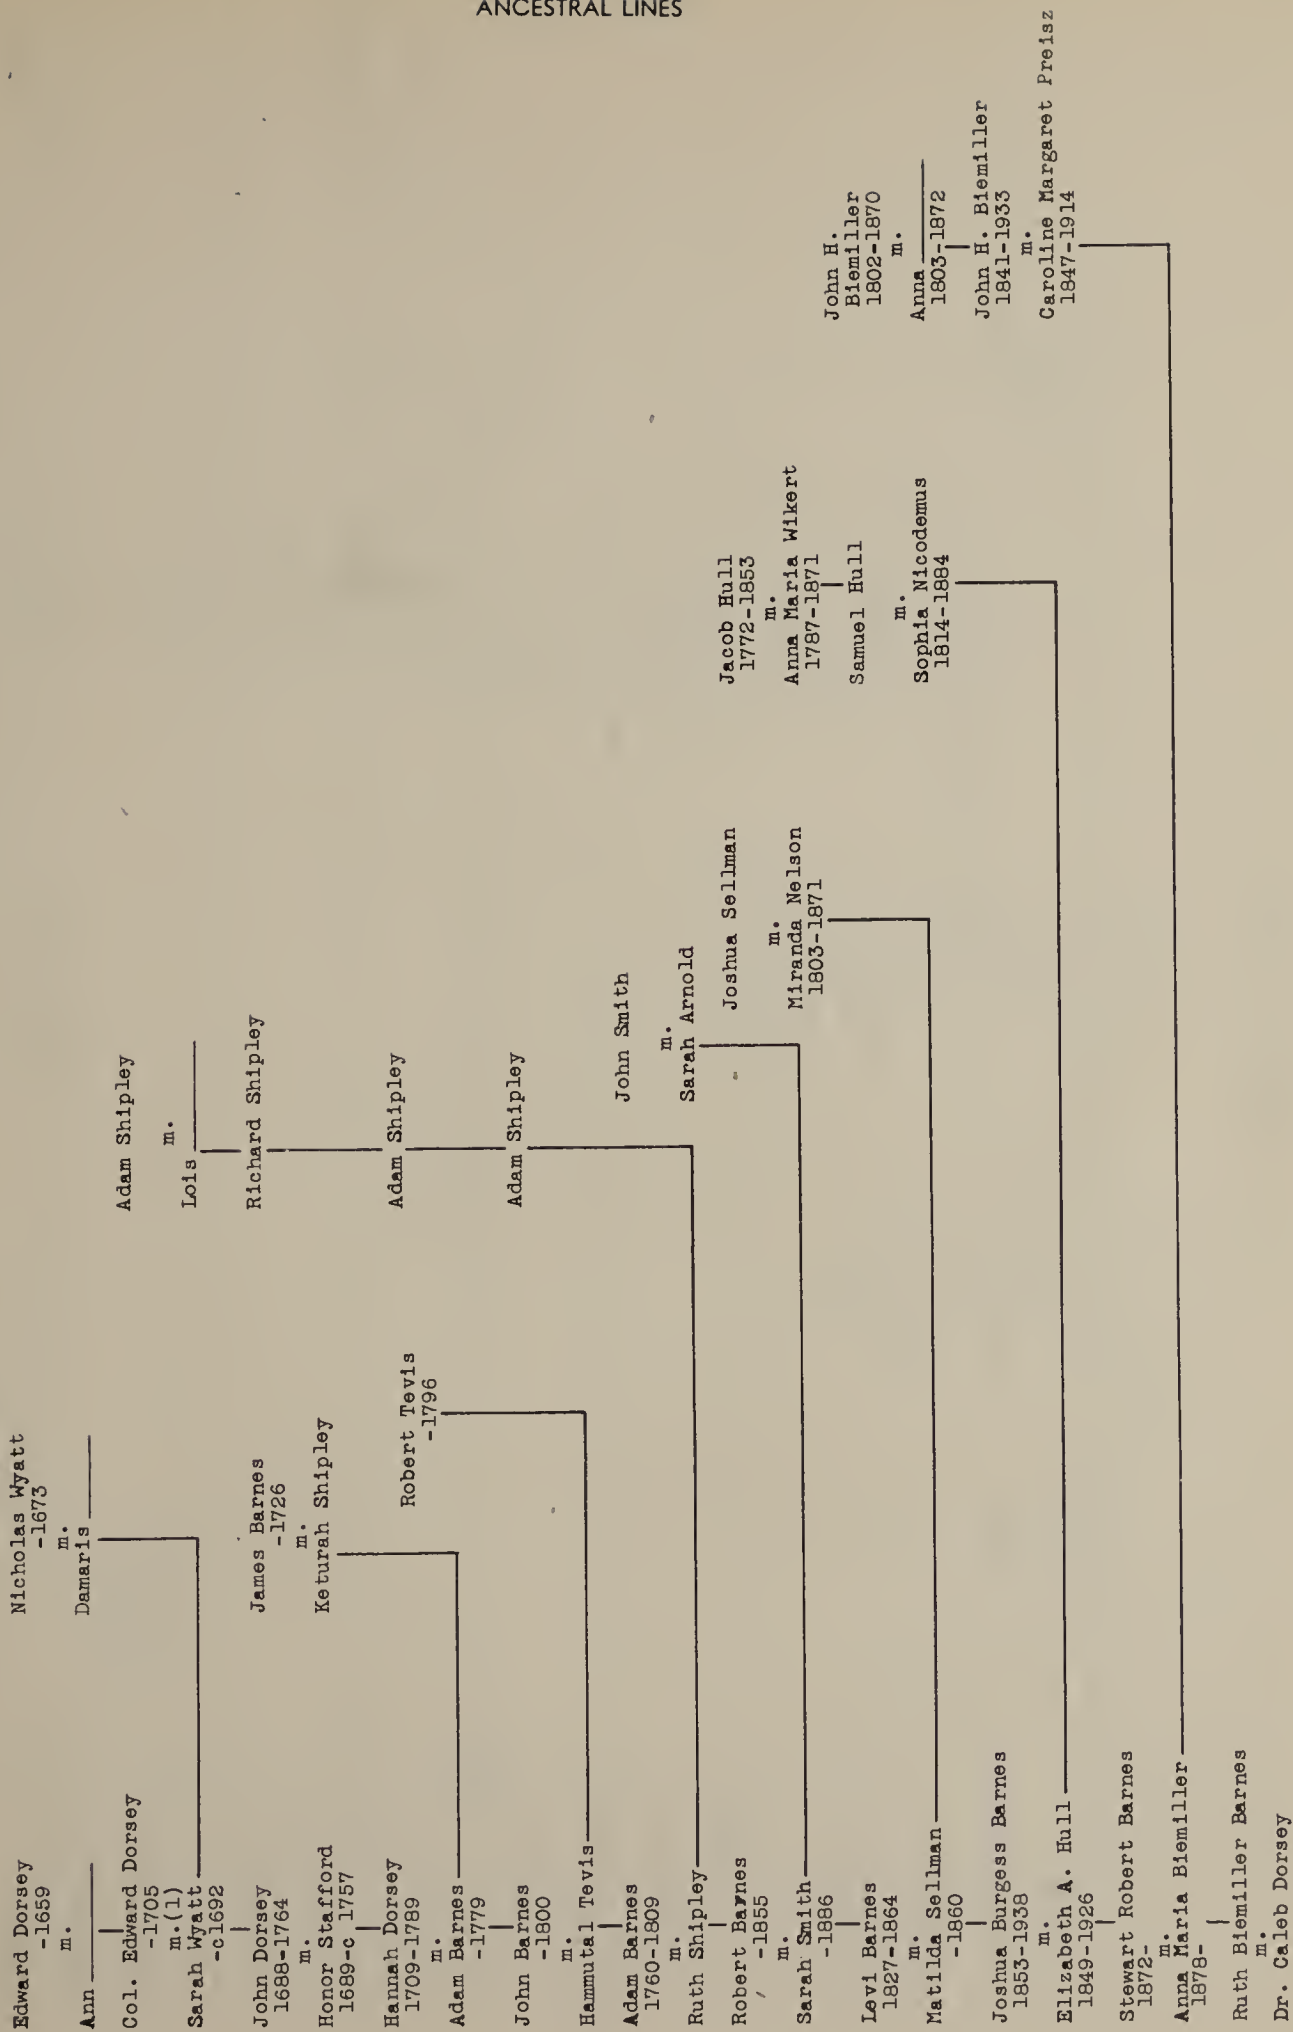 ANCESTRAL LINES
Edward Dorsey
-1659
m.
Ann
Col. Edward Dorsey
-1705
m.(1)
Sarah Wyatt
-c1692
John Dorsey
1688-1764
m.
Honor Stafford
1689-c 1757
Hannah Dorsey
1709-1789
m.
Adam Barnes
-1779
John Barnes
-1800
m.
Hammutal Tevis
Adam Barnes
1760-1809
m.
Ruth Shipley
Robert Barnes
-1855
m.
Sarah Smith
-1886
Levi Barnes
1827-1864
m.
Matilda Sellman
-1860
Joshua Burgess Barnes
1853-1938
m.
Elizabeth A. Hull
1849-1926
Stewart Robert Barnes
1872-
m.
Anna Maria Biemiller
1878-
Ruth Biemiller Barnes
m.
Dr. Caleb Dorsey
Nicholas Wyatt
-1673
m.
Damaris
James Barnes
-1726
m.
Keturah Shipley
Robert Tevis
-1796
Adam Shipley
m.
Lois
Richard Shipley
Adam Shipley
Adam Shipley
John Smith
m.
Sarah Arnold
Joshua Sellman
m.
Miranda Nelson
1803-1871
Jacob Hull
1772-1853
m.
Anna Maria Wikert
1787-1871
Samuel Hull
m.
Sophia Nicodemus
1814-1884
John H.
Biemiller
1802-1870
m.
Anna
1803-1872
John H. Biemiller
1841-1933
m.
Caroline Margaret Preisz
1847-1914